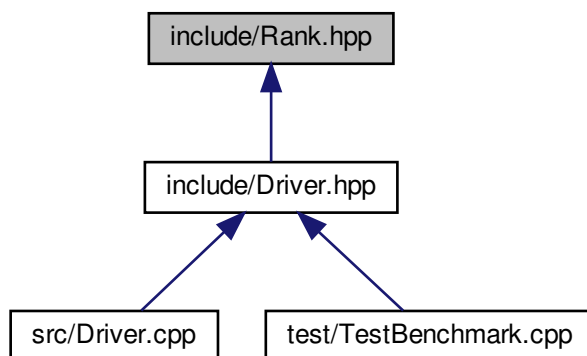 include/Rank.hpp
include/Driver.hpp
src/Driver.cpp
test/TestBenchmark.cpp